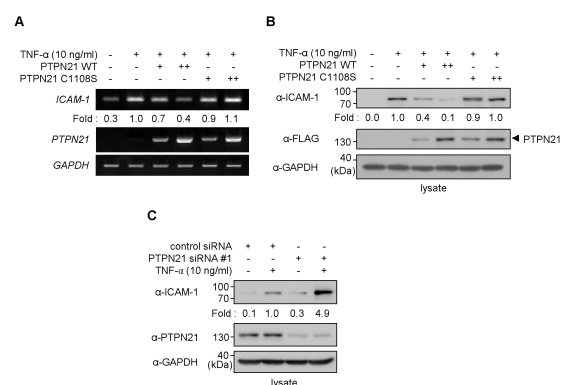 A
TNF-α (10 ng/ml) - + + + + +
PTPN21 WT + ++
PTPN21 C1108S + ++
ICAM-1
Fold : 0.3 1.0 0.7 0.4 0.9 1.1
PTPN21
GAPDH
B
TNF-α (10 ng/ml) - + + + + +
PTPN21 WT - - + ++ - -
PTPN21 C1108S - - - - + ++
α-ICAM-1 100 70
Fold : 0.0 1.0 0.4 0.1 0.9 1.0
α-FLAG 130 ◄ PTPN21
α-GAPDH 40 (kDa)
lysate
C
control siRNA + + - -
PTPN21 siRNA #1 - - + +
TNF-α (10 ng/ml) - + - +
α-ICAM-1 100 70
Fold : 0.1 1.0 0.3 4.9
α-PTPN21 130
α-GAPDH 40 (kDa)
lysate